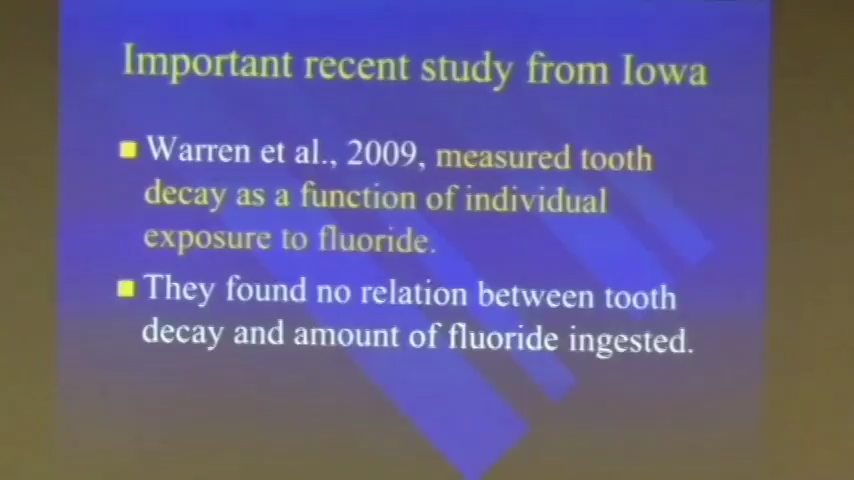 Important recent study from Iowa
Warren et al., 2009, measured tooth
decay as a function of individual
exposure to fluoride.
They found no relation between tooth
decay and amount of fluoride ingested.